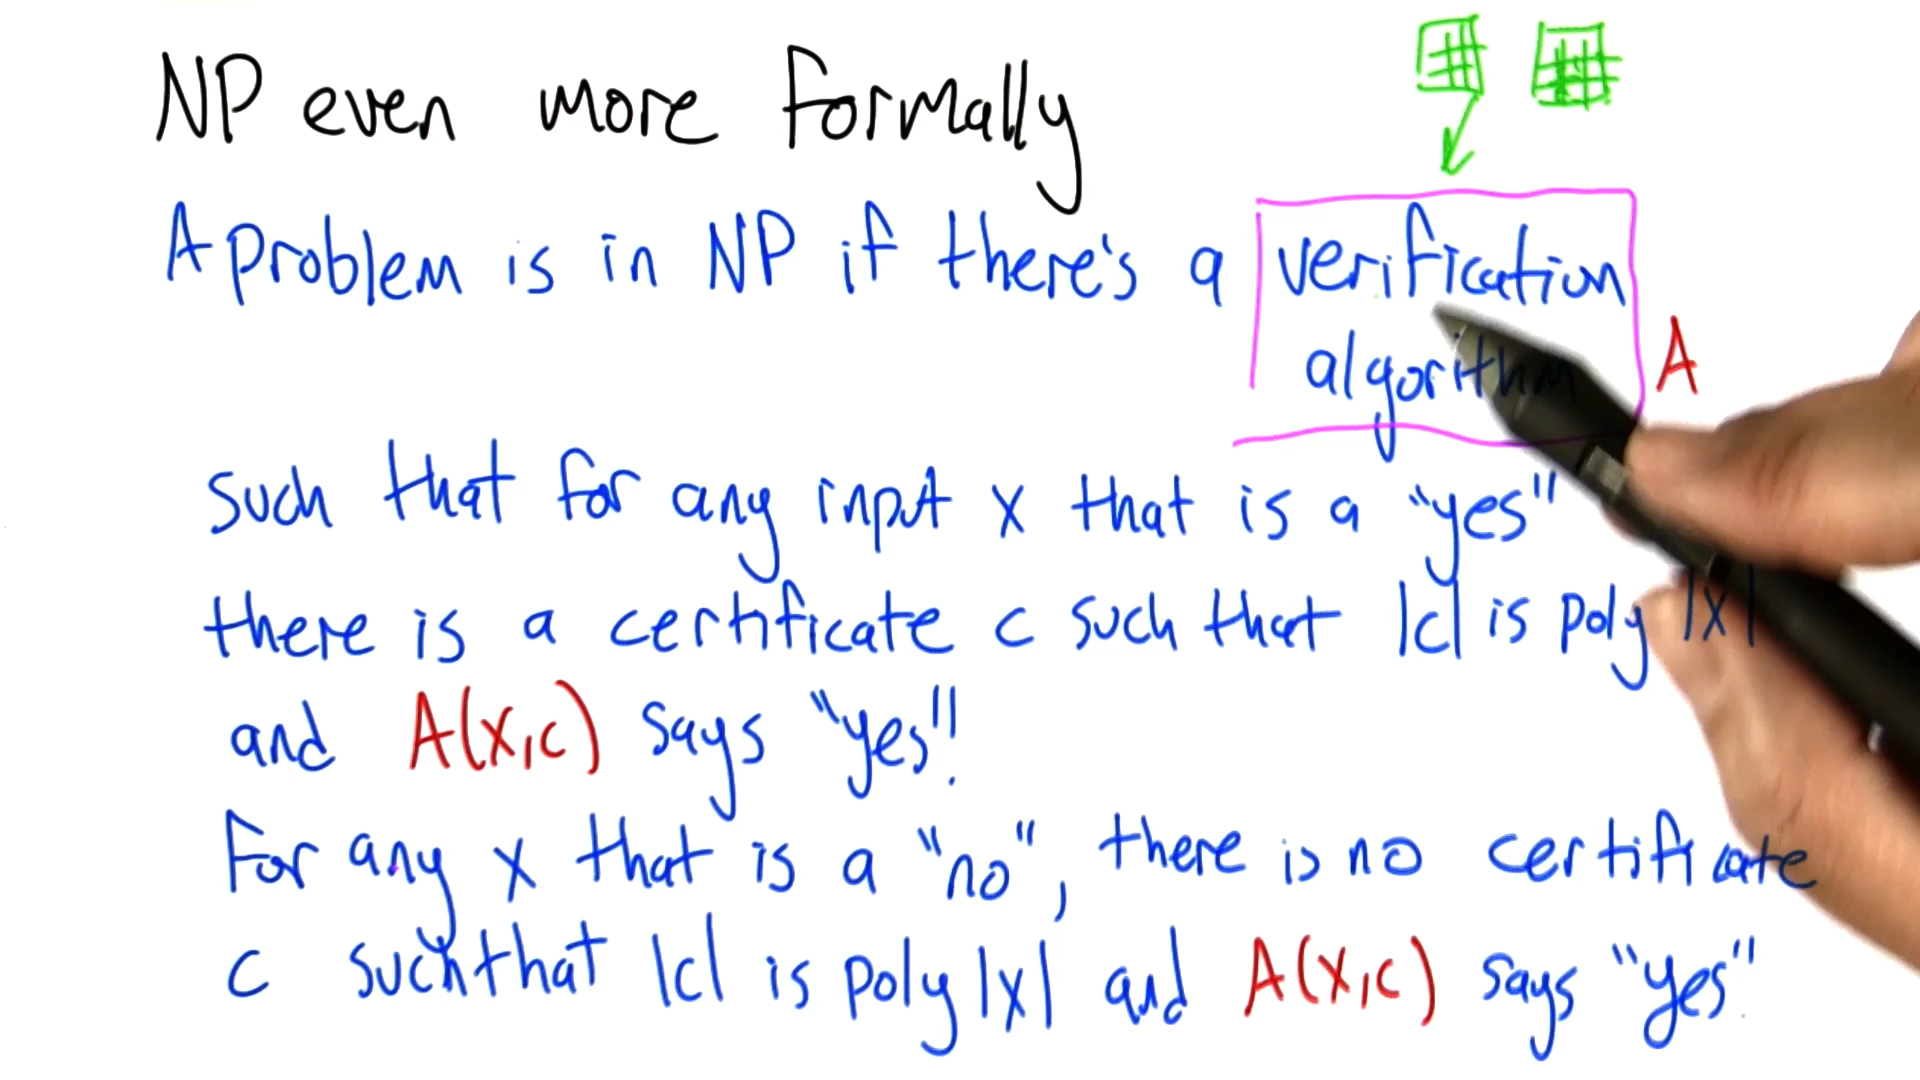 NP even more formally
A problem is in NP if there's a verification
algorithm A
such that for any input x that is a "yes"
there is a certificate c such that |c| is poly |x|
and A(x,c) says "yes"!
For any x that is a "no", there is no certificate
c such that |c| is poly |x| and A(x,c) says "yes"